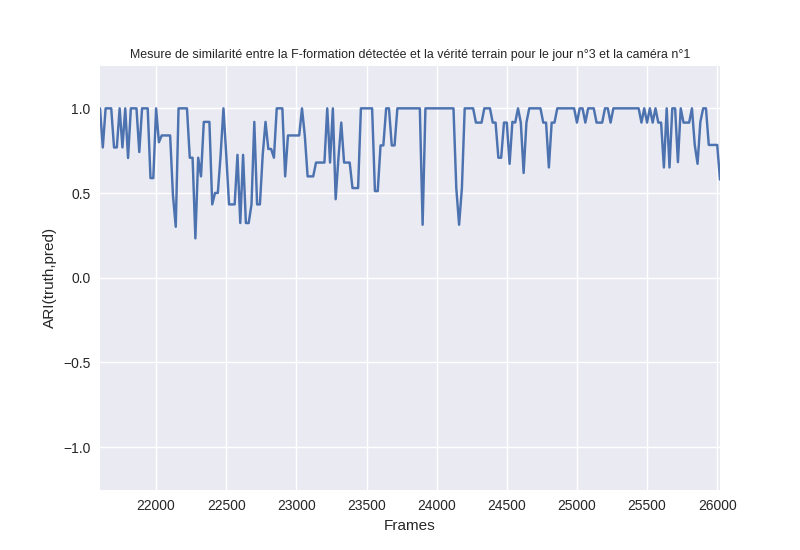 Mesure de similarité entre la F-formation détectée et la vérité terrain pour le jour n°3 et la caméra n°1
1.0
0.5
0.0
−0.5
−1.0
ARI(truth,pred)
22000 22500 23000 23500 24000 24500 25000 25500 26000
Frames